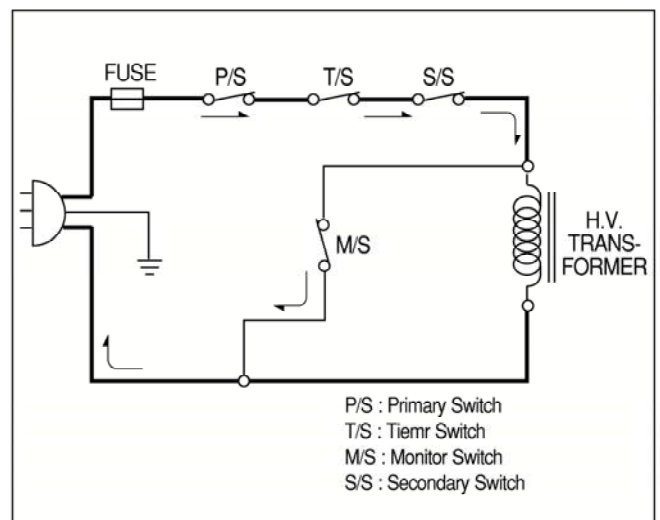 FUSE
P/S
T/S
S/S
M/S
H.V.
TRANS-
FORMER
P/S : Primary Switch
T/S : Tiemr Switch
M/S : Monitor Switch
S/S : Secondary Switch